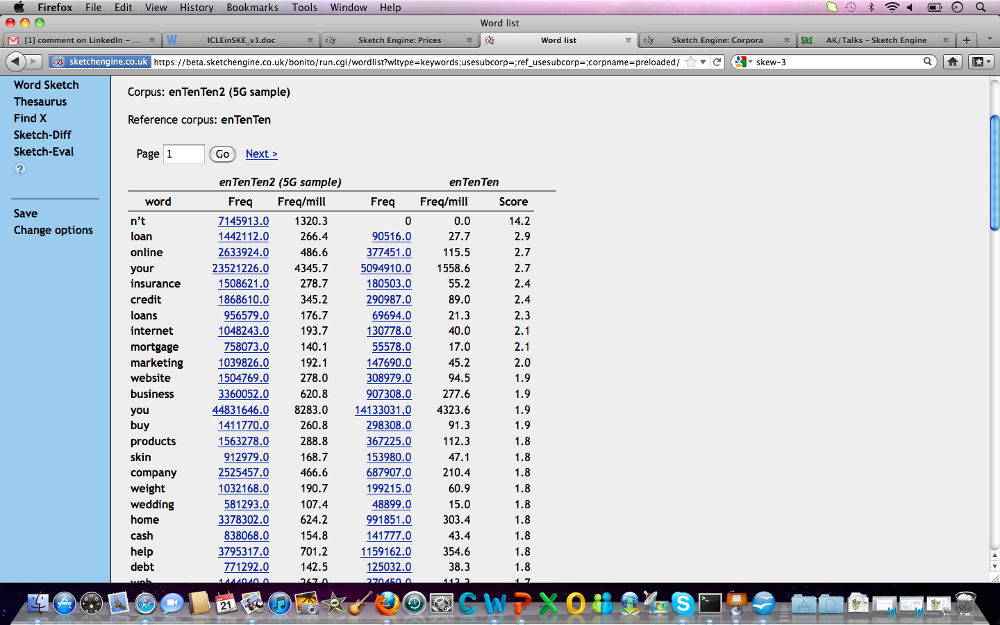 Firefox File Edit View History Bookmarks Tools Window Help
Word list
[1] comment on LinkedIn – ... ICLEinSKE_v1.doc Sketch Engine: Prices Word list Sketch Engine: Corpora SkE AK/Talks – Sketch Engine
sketchengine.co.uk https://beta.sketchengine.co.uk/bonito/run.cgi/wordlist?wltype=keywords;usesubcorp=;ref_usesubcorp=;corpname=preloaded/ skew-3
Word Sketch
Thesaurus
Find X
Sketch-Diff
Sketch-Eval
?
Save
Change options
Corpus: enTenTen2 (5G sample)
Reference corpus: enTenTen
Page 1 Go Next >
enTenTen2 (5G sample) enTenTen
word Freq Freq/mill Freq Freq/mill Score
n't 7145913.0 1320.3 0 0.0 14.2
loan 1442112.0 266.4 90516.0 27.7 2.9
online 2633924.0 486.6 377451.0 115.5 2.7
your 23521226.0 4345.7 5094910.0 1558.6 2.7
insurance 1508621.0 278.7 180503.0 55.2 2.4
credit 1868610.0 345.2 290987.0 89.0 2.4
loans 956579.0 176.7 69694.0 21.3 2.3
internet 1048243.0 193.7 130778.0 40.0 2.1
mortgage 758073.0 140.1 55578.0 17.0 2.1
marketing 1039826.0 192.1 147690.0 45.2 2.0
website 1504769.0 278.0 308979.0 94.5 1.9
business 3360052.0 620.8 907308.0 277.6 1.9
you 44831646.0 8283.0 14133031.0 4323.6 1.9
buy 1411770.0 260.8 298308.0 91.3 1.9
products 1563278.0 288.8 367225.0 112.3 1.8
skin 912979.0 168.7 153980.0 47.1 1.8
company 2525457.0 466.6 687907.0 210.4 1.8
weight 1032168.0 190.7 199215.0 60.9 1.8
wedding 581293.0 107.4 48899.0 15.0 1.8
home 3378302.0 624.2 991851.0 303.4 1.8
cash 838068.0 154.8 141777.0 43.4 1.8
help 3795317.0 701.2 1159162.0 354.6 1.8
debt 771292.0 142.5 125032.0 38.3 1.8
web 1444940.0 267.0 370450.0 113.3 1.7
21